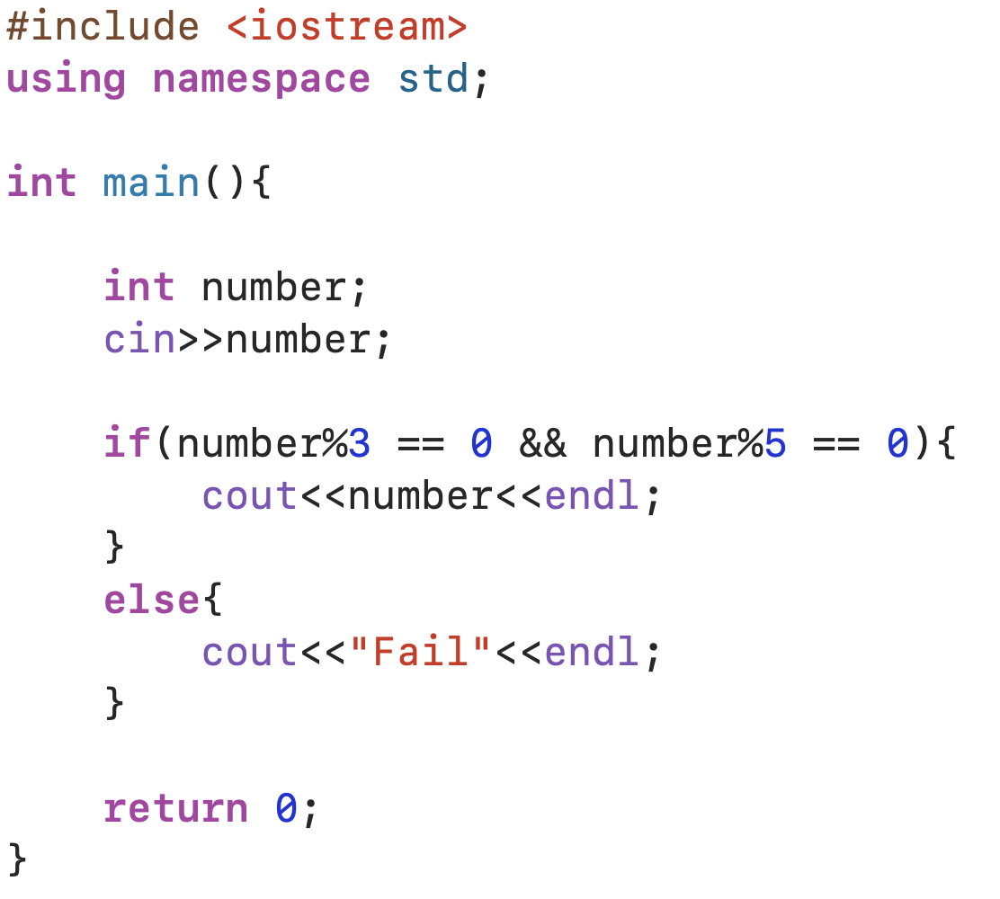 #include <iostream>
using namespace std;
int main(){
    int number;
    cin>>number;
    if(number%3 == 0 && number%5 == 0){
        cout<<number<<endl;
    }
    else{
        cout<<"Fail"<<endl;
    }
    return 0;
}